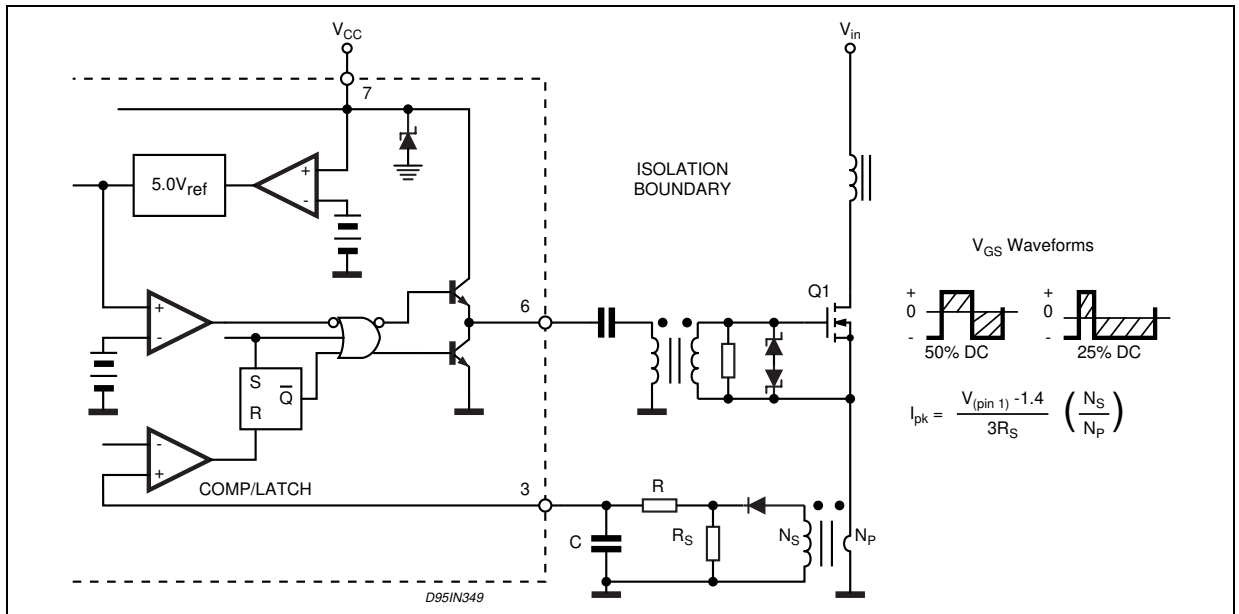 VCC
Vin
7
5.0Vref
+
-
ISOLATION
BOUNDARY
VGS Waveforms
+
0
-
50% DC
+
0
-
25% DC
Q1
6
+
-
S
R
Q̅
Ipk = V(pin 1) -1.4 / 3RS (NS / NP)
-
+
COMP/LATCH
3
R
C
RS
NS
NP
D95IN349